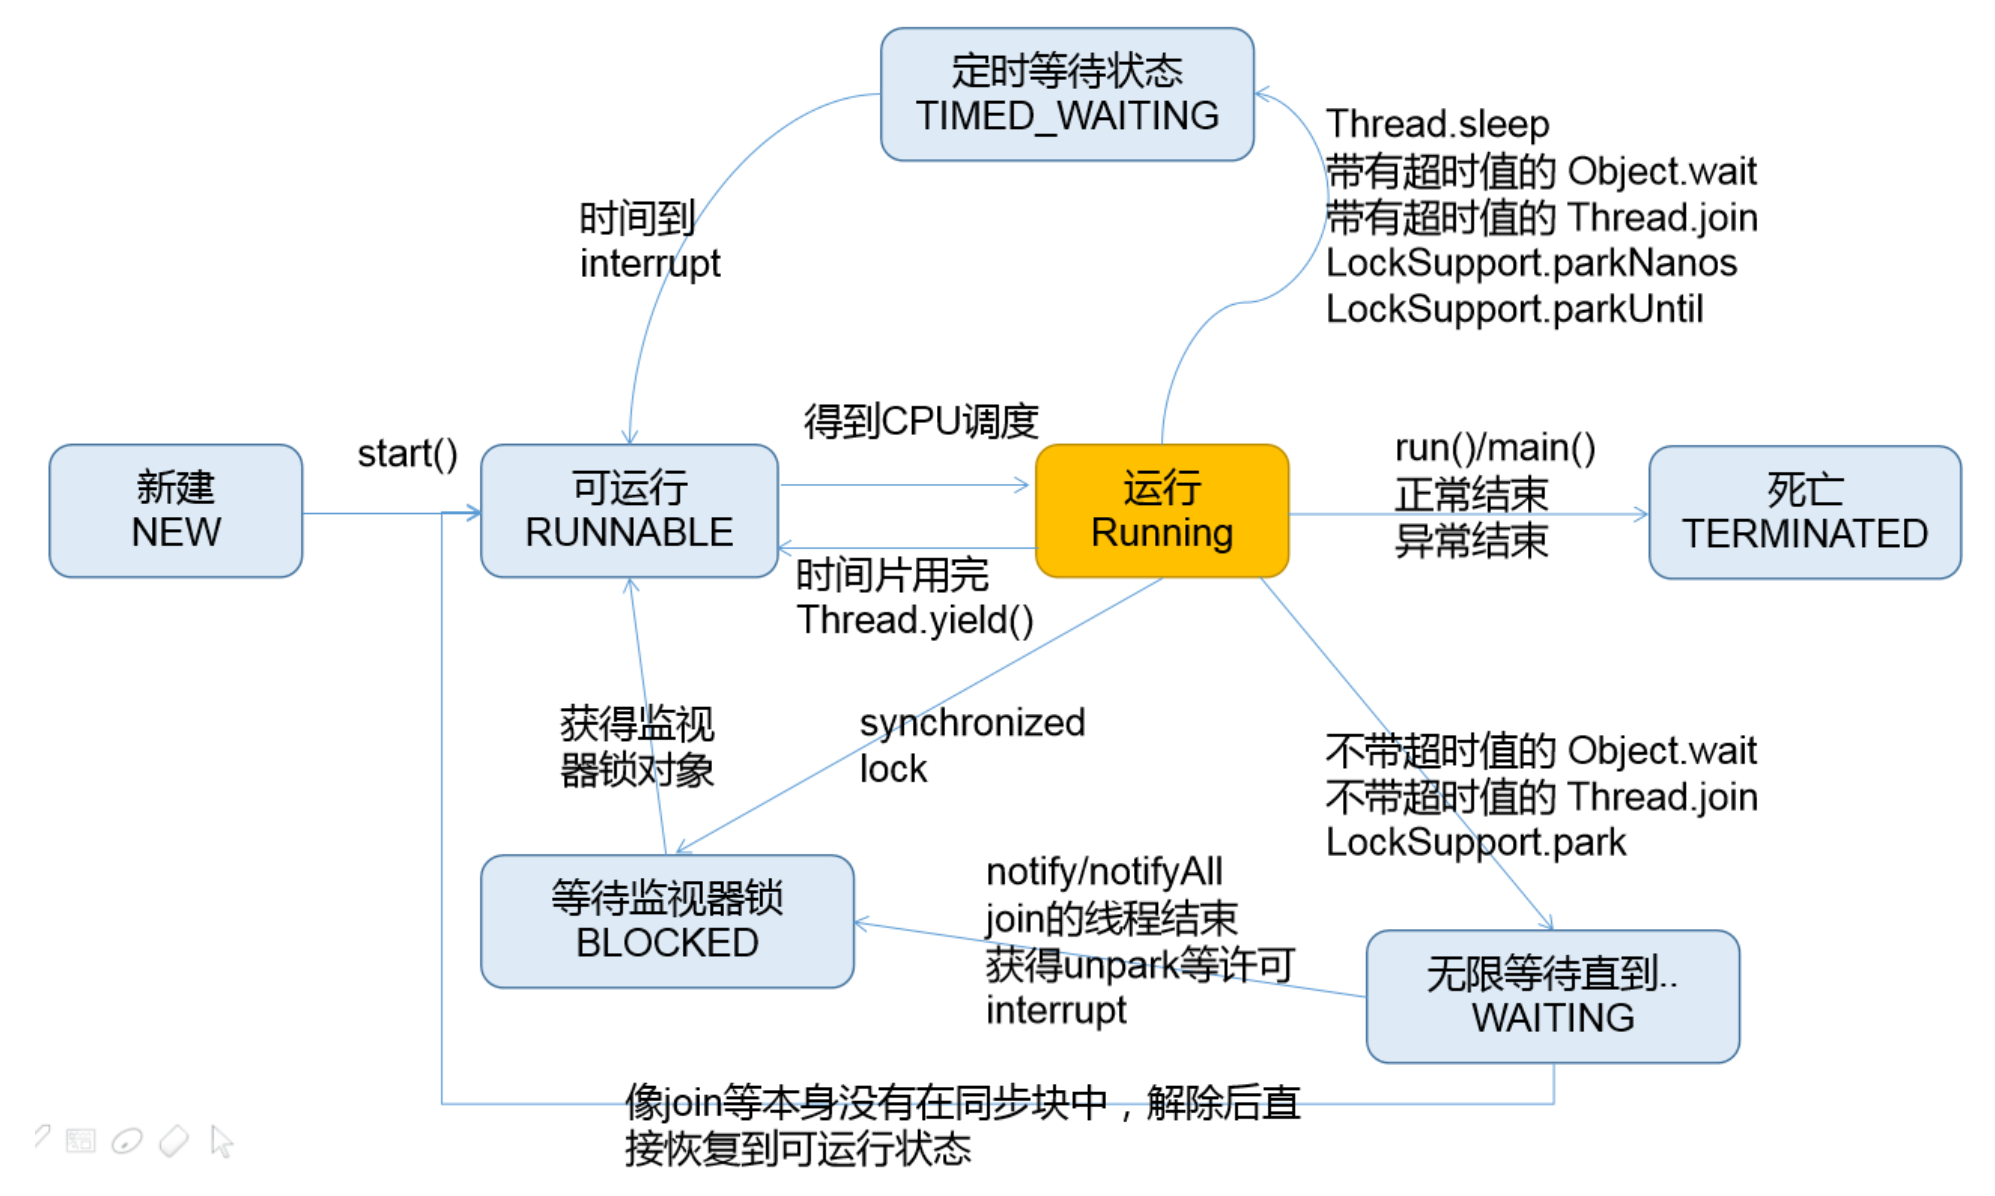 定时等待状态
TIMED_WAITING
Thread.sleep
带有超时值的 Object.wait
带有超时值的 Thread.join
LockSupport.parkNanos
LockSupport.parkUntil
时间到
interrupt
新建
NEW
start()
可运行
RUNNABLE
得到CPU调度
运行
Running
run()/main()
正常结束
异常结束
死亡
TERMINATED
时间片用完
Thread.yield()
获得监视
器锁对象
synchronized
lock
不带超时值的 Object.wait
不带超时值的 Thread.join
LockSupport.park
等待监视器锁
BLOCKED
notify/notifyAll
join的线程结束
获得unpark等许可
interrupt
无限等待直到..
WAITING
像join等本身没有在同步块中，解除后直
接恢复到可运行状态